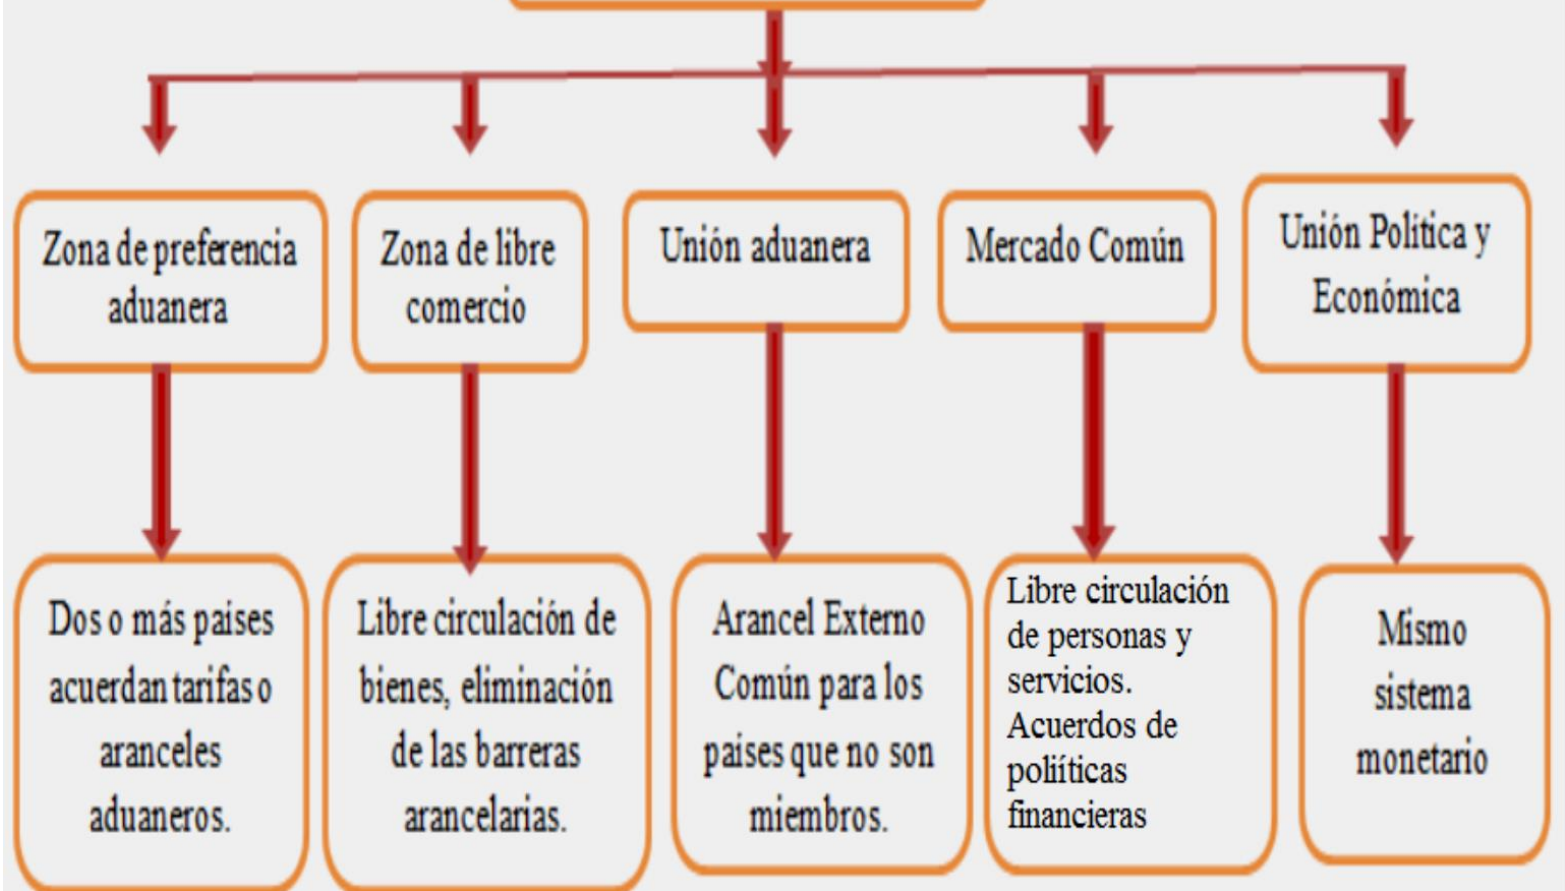 Zona de preferencia
aduanera
Zona de libre
comercio
Unión aduanera
Mercado Común
Unión Política y
Económica
Dos o más países
acuerdan tarifas o
aranceles
aduaneros.
Libre circulación de
bienes, eliminación
de las barreras
arancelarias.
Arancel Externo
Común para los
países que no son
miembros.
Libre circulación
de personas y
servicios.
Acuerdos de
poliíticas
financieras
Mismo
sistema
monetario